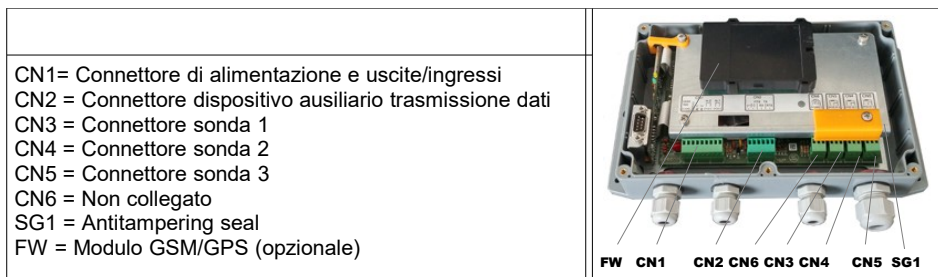 CN1= Connettore di alimentazione e uscite/ingressi
CN2 = Connettore dispositivo ausiliario trasmissione dati
CN3 = Connettore sonda 1
CN4 = Connettore sonda 2
CN5 = Connettore sonda 3
CN6 = Non collegato
SG1 = Antitampering seal
FW = Modulo GSM/GPS (opzionale)
FW CN1 CN2 CN6 CN3 CN4 CN5 SG1